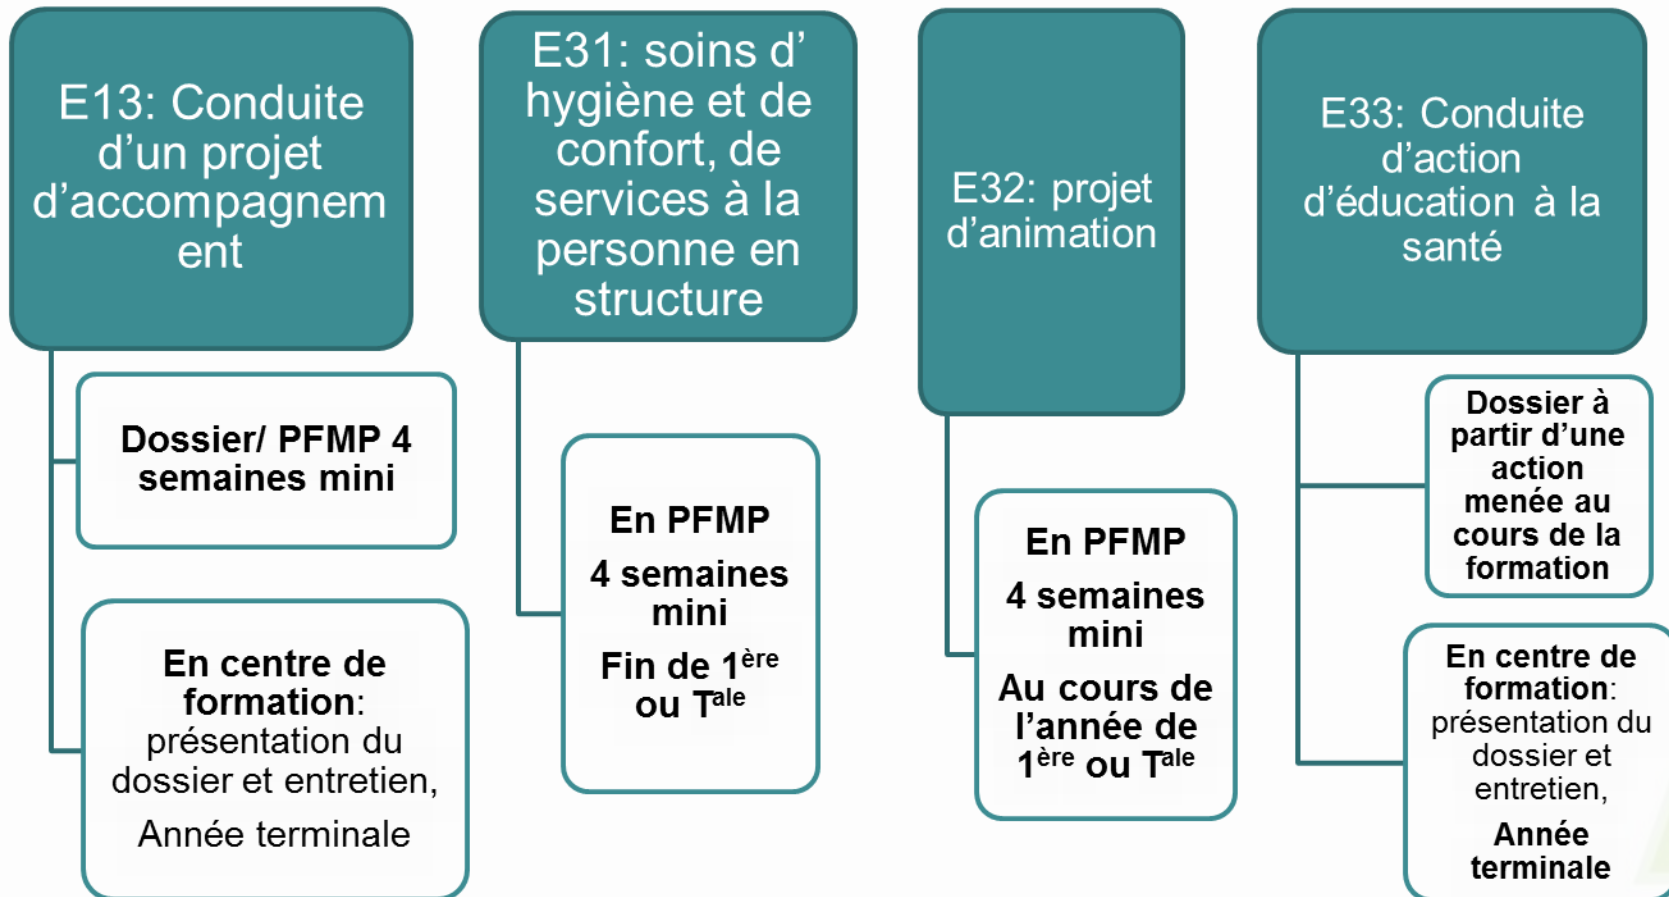 E13: Conduite
d’un projet
d’accompagnem
ent
Dossier/ PFMP 4
semaines mini
En centre de
formation:
présentation du
dossier et entretien,
Année terminale
E31: soins d’
hygiène et de
confort, de
services à la
personne en
structure
En PFMP
4 semaines
mini
Fin de 1ère
ou Tale
E32: projet
d’animation
En PFMP
4 semaines
mini
Au cours de
l’année de
1ère ou Tale
E33: Conduite
d’action
d’éducation à la
santé
Dossier à
partir d’une
action
menée au
cours de la
formation
En centre de
formation:
présentation du
dossier et
entretien,
Année
terminale